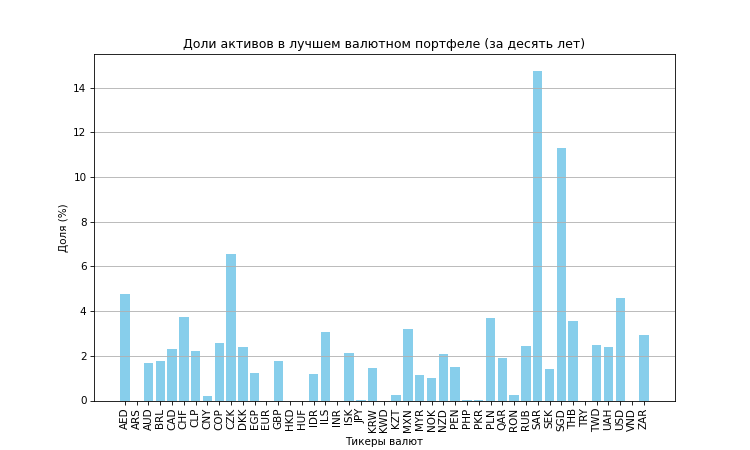 Доли активов в лучшем валютном портфеле (за десять лет)
Доля (%)
14
12
10
8
6
4
2
0
AED ARS AUD BRL CAD CHF CLP CNY COP CZK DKK EGP EUR GBP HKD HUF IDR ILS INR ISK JPY KRW KWD KZT MXN MYR NOK NZD PEN PHP PKR PLN QAR RON RUB SAR SEK SGD THB TRY TWD UAH USD VND ZAR
Тикеры валют